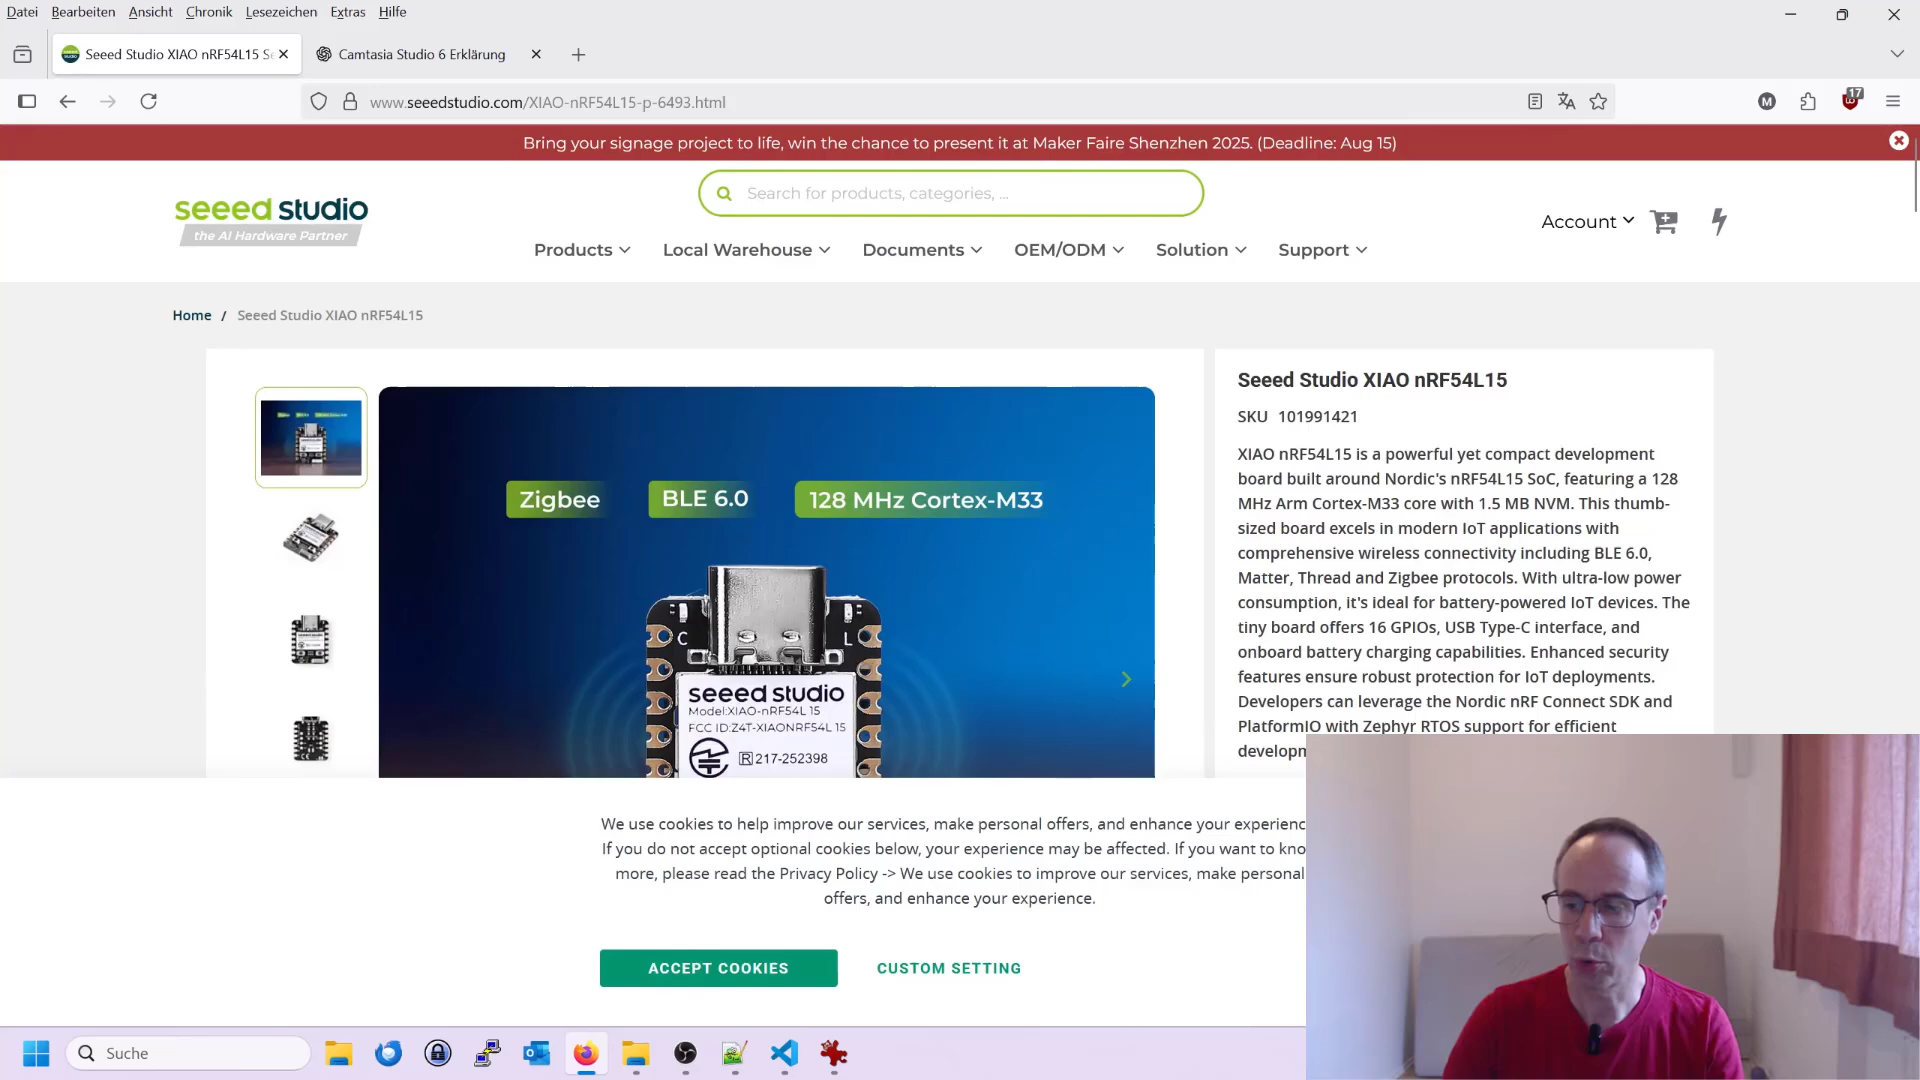 Datei Bearbeiten Ansicht Chronik Lesezeichen Extras Hilfe
Seeed Studio XIAO nRF54L15 Se
Camtasia Studio 6 Erklärung
www.seeedstudio.com/XIAO-nRF54L15-p-6493.html
M
17
Bring your signage project to life, win the chance to present it at Maker Faire Shenzhen 2025. (Deadline: Aug 15)
seeed studio
the AI Hardware Partner
Search for products, categories, ...
Account
Products Local Warehouse Documents OEM/ODM Solution Support
Home / Seeed Studio XIAO nRF54L15
Zigbee
BLE 6.0
128 MHz Cortex-M33
C
L
seeed studio
Model:XIAO-nRF54L 15
FCC ID:Z4T-XIAONRF54L 15
R 217-252398
Seeed Studio XIAO nRF54L15
SKU 101991421
XIAO nRF54L15 is a powerful yet compact development
board built around Nordic's nRF54L15 SoC, featuring a 128
MHz Arm Cortex-M33 core with 1.5 MB NVM. This thumb-
sized board excels in modern IoT applications with
comprehensive wireless connectivity including BLE 6.0,
Matter, Thread and Zigbee protocols. With ultra-low power
consumption, it's ideal for battery-powered IoT devices. The
tiny board offers 16 GPIOs, USB Type-C interface, and
onboard battery charging capabilities. Enhanced security
features ensure robust protection for IoT deployments.
Developers can leverage the Nordic nRF Connect SDK and
PlatformIO with Zephyr RTOS support for efficient
developm
We use cookies to help improve our services, make personal offers, and enhance your experienc
If you do not accept optional cookies below, your experience may be affected. If you want to kno
more, please read the Privacy Policy -> We use cookies to improve our services, make personal
offers, and enhance your experience.
ACCEPT COOKIES
CUSTOM SETTING
Suche